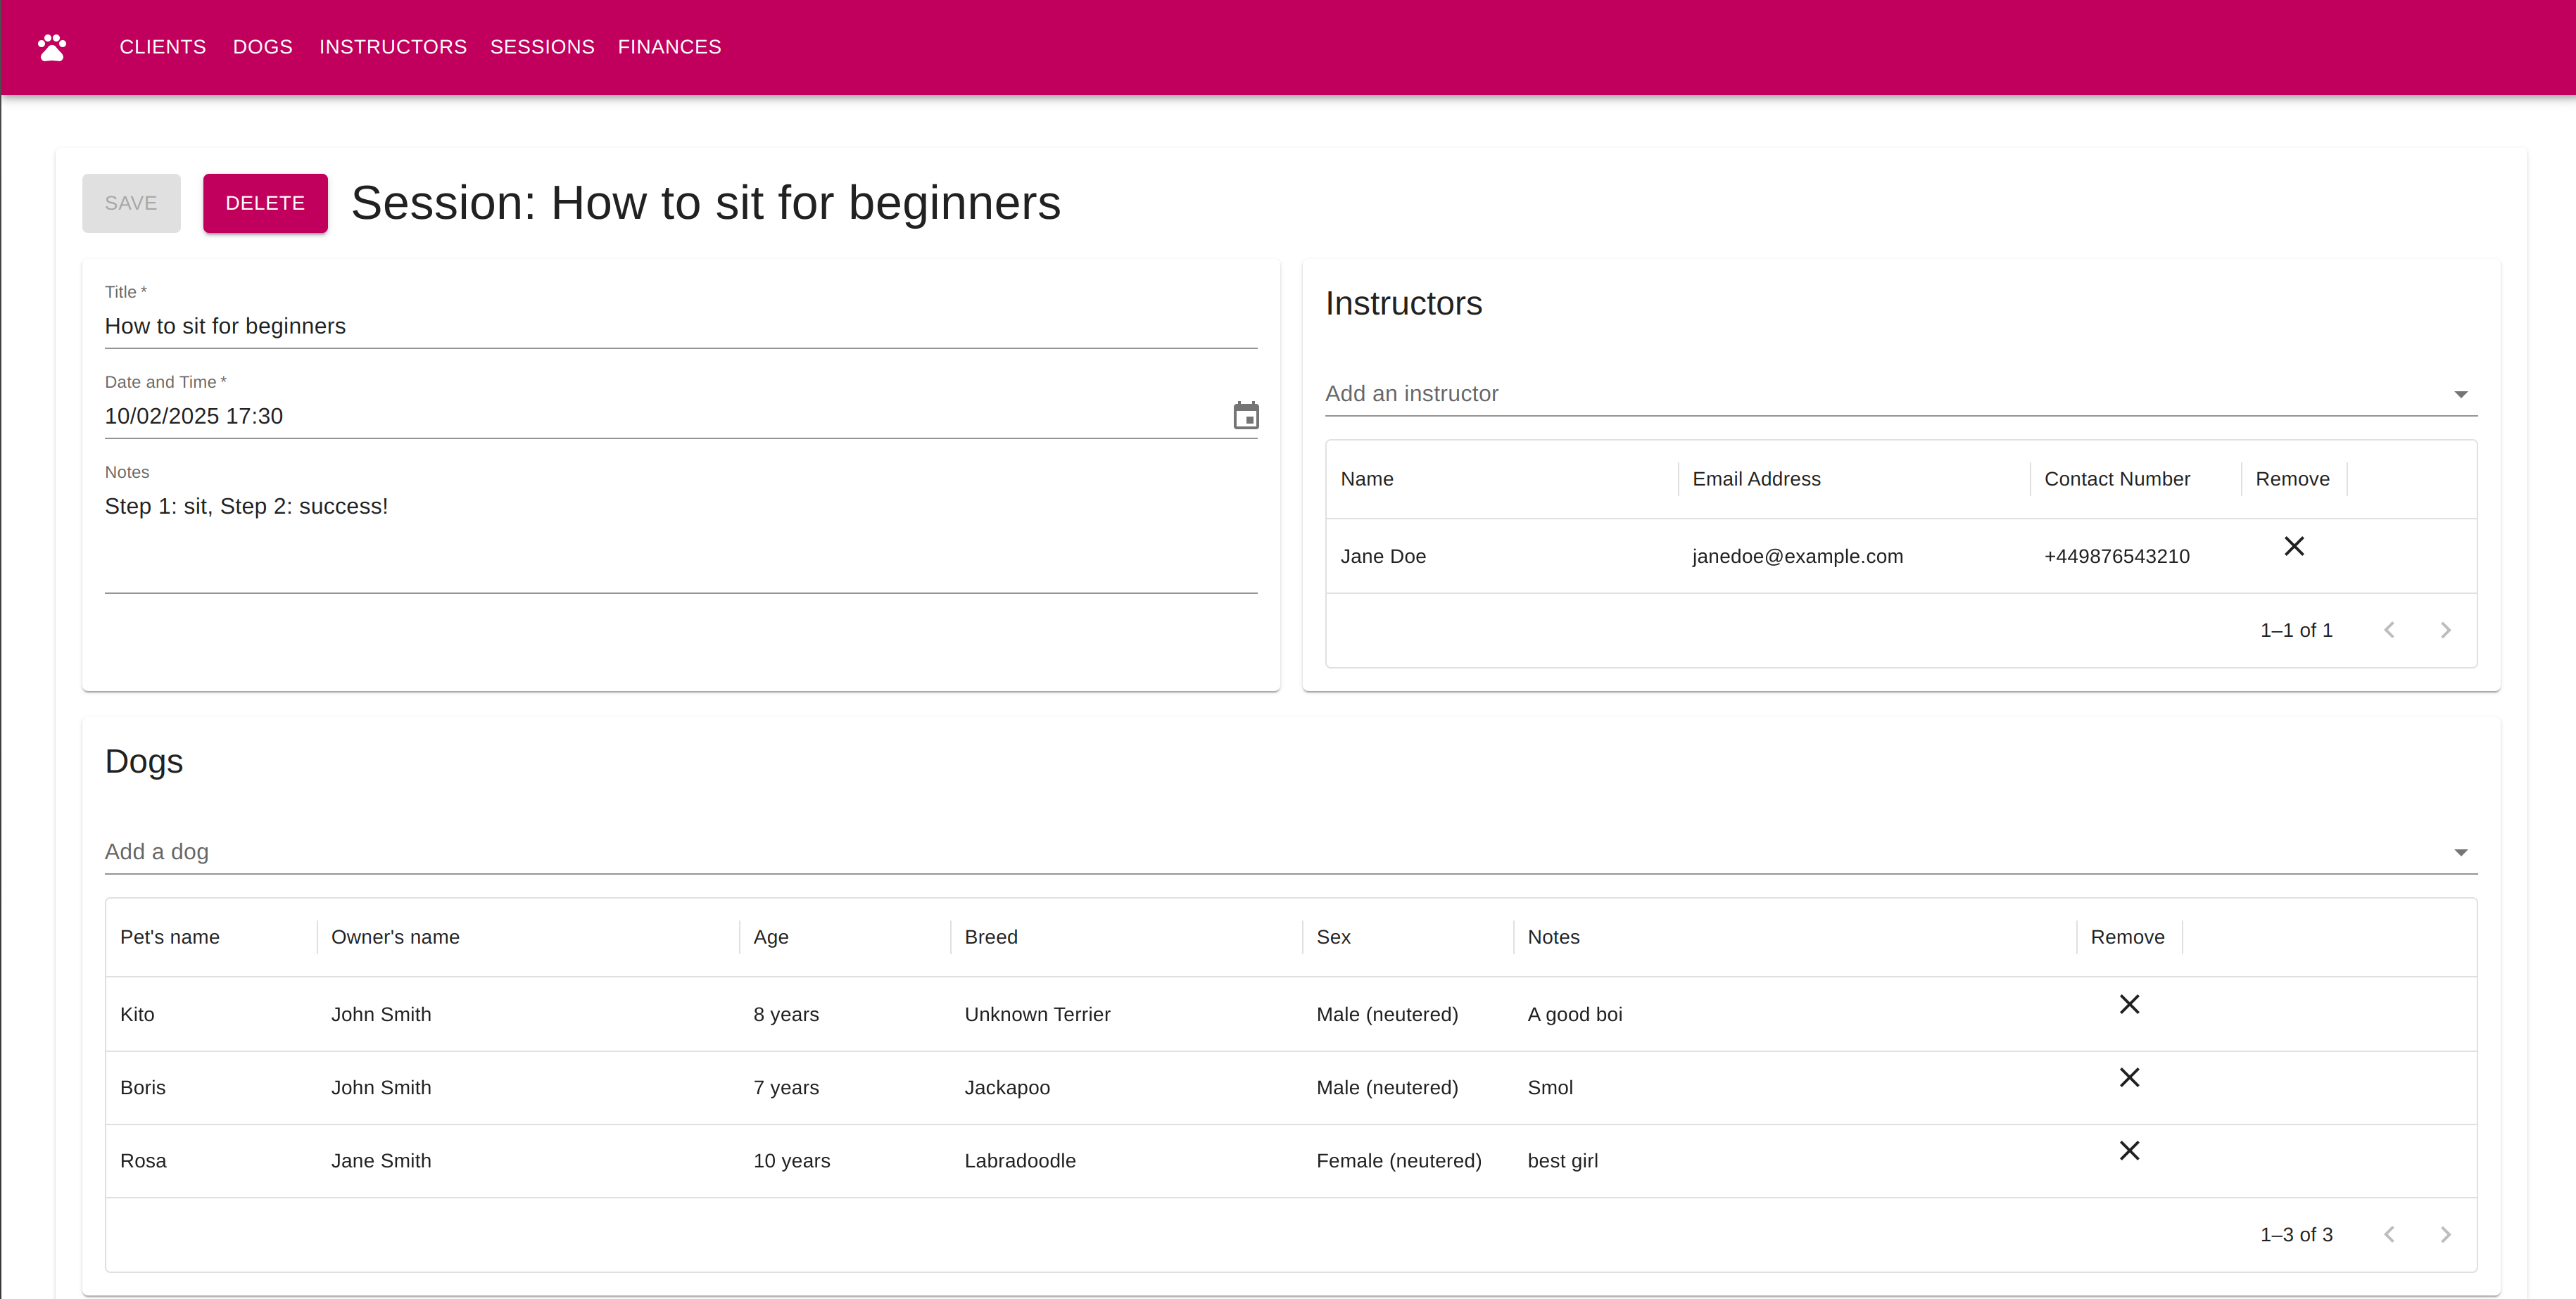 CLIENTS DOGS INSTRUCTORS SESSIONS FINANCES
SAVE DELETE Session: How to sit for beginners
Title *
How to sit for beginners
Date and Time *
10/02/2025 17:30
Notes
Step 1: sit, Step 2: success!
Instructors
Add an instructor
Name Email Address Contact Number Remove
Jane Doe janedoe@example.com +449876543210
1–1 of 1
Dogs
Add a dog
Pet's name Owner's name Age Breed Sex Notes Remove
Kito John Smith 8 years Unknown Terrier Male (neutered) A good boi
Boris John Smith 7 years Jackapoo Male (neutered) Smol
Rosa Jane Smith 10 years Labradoodle Female (neutered) best girl
1–3 of 3